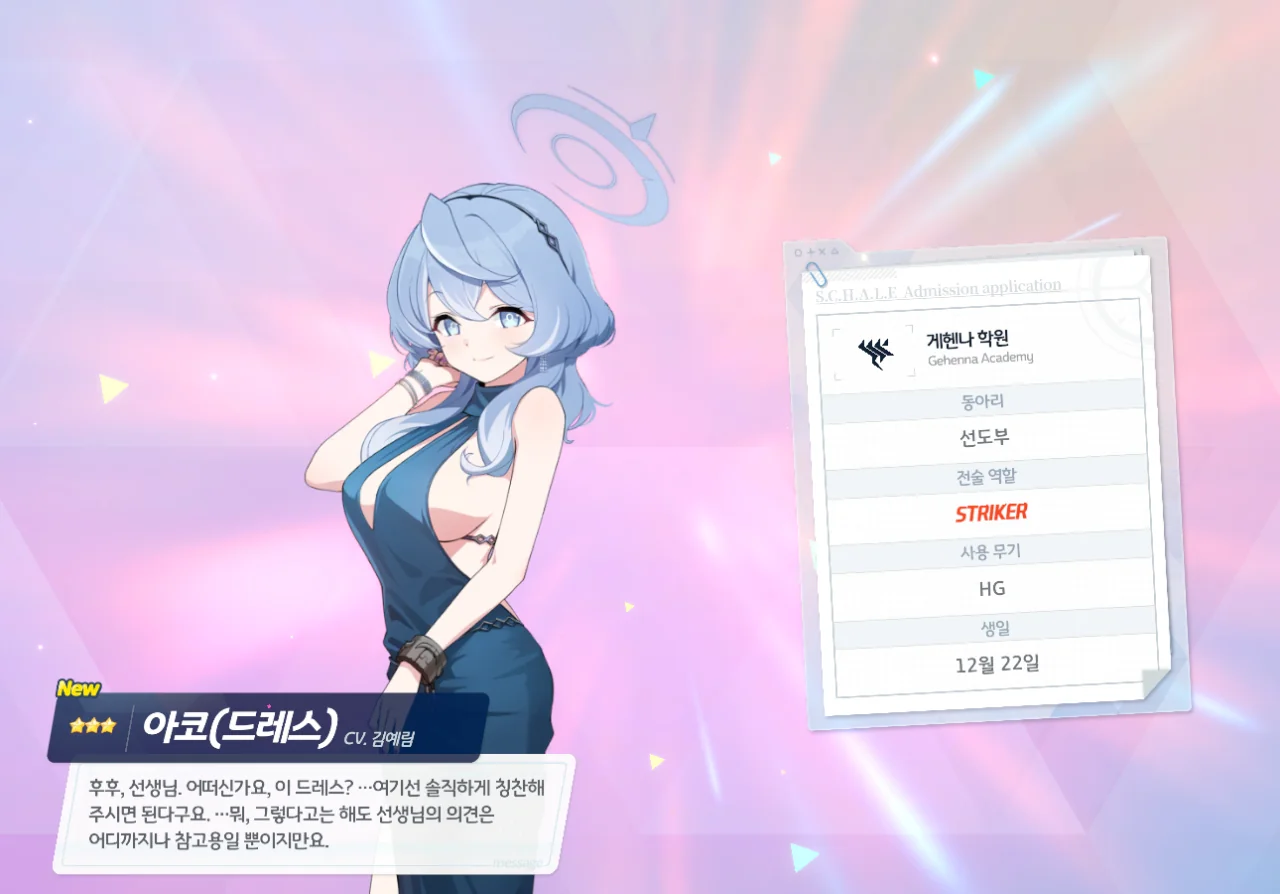 S.C.H.A.L.E Admission application
게헨나 학원
Gehenna Academy
동아리
선도부
전술 역할
STRIKER
사용 무기
HG
생일
12월 22일
New
아코(드레스) CV. 김예림
후후, 선생님. 어떠신가요, 이 드레스? …여기선 솔직하게 칭찬해
주시면 된다구요. …뭐, 그렇다고는 해도 선생님의 의견은
어디까지나 참고용일 뿐이지만요.
message